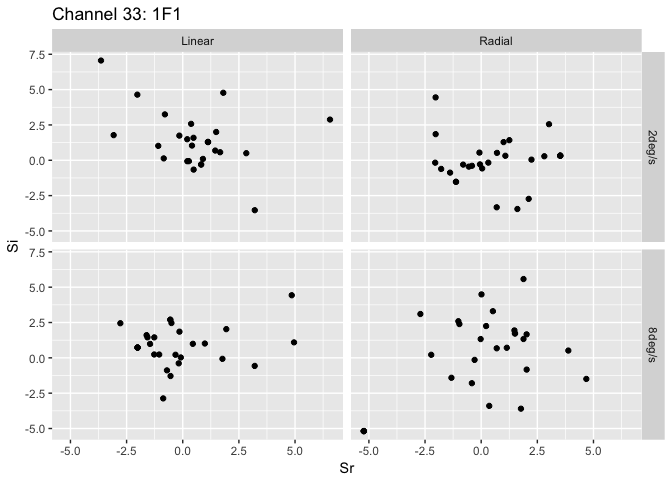 Channel 33: 1F1
Linear
Radial
7.5
5.0
2.5
0.0
-2.5
-5.0
2deg/s
7.5
5.0
2.5
0.0
-2.5
-5.0
8deg/s
Si
-5.0 -2.5 0.0 2.5 5.0 -5.0 -2.5 0.0 2.5 5.0
Sr